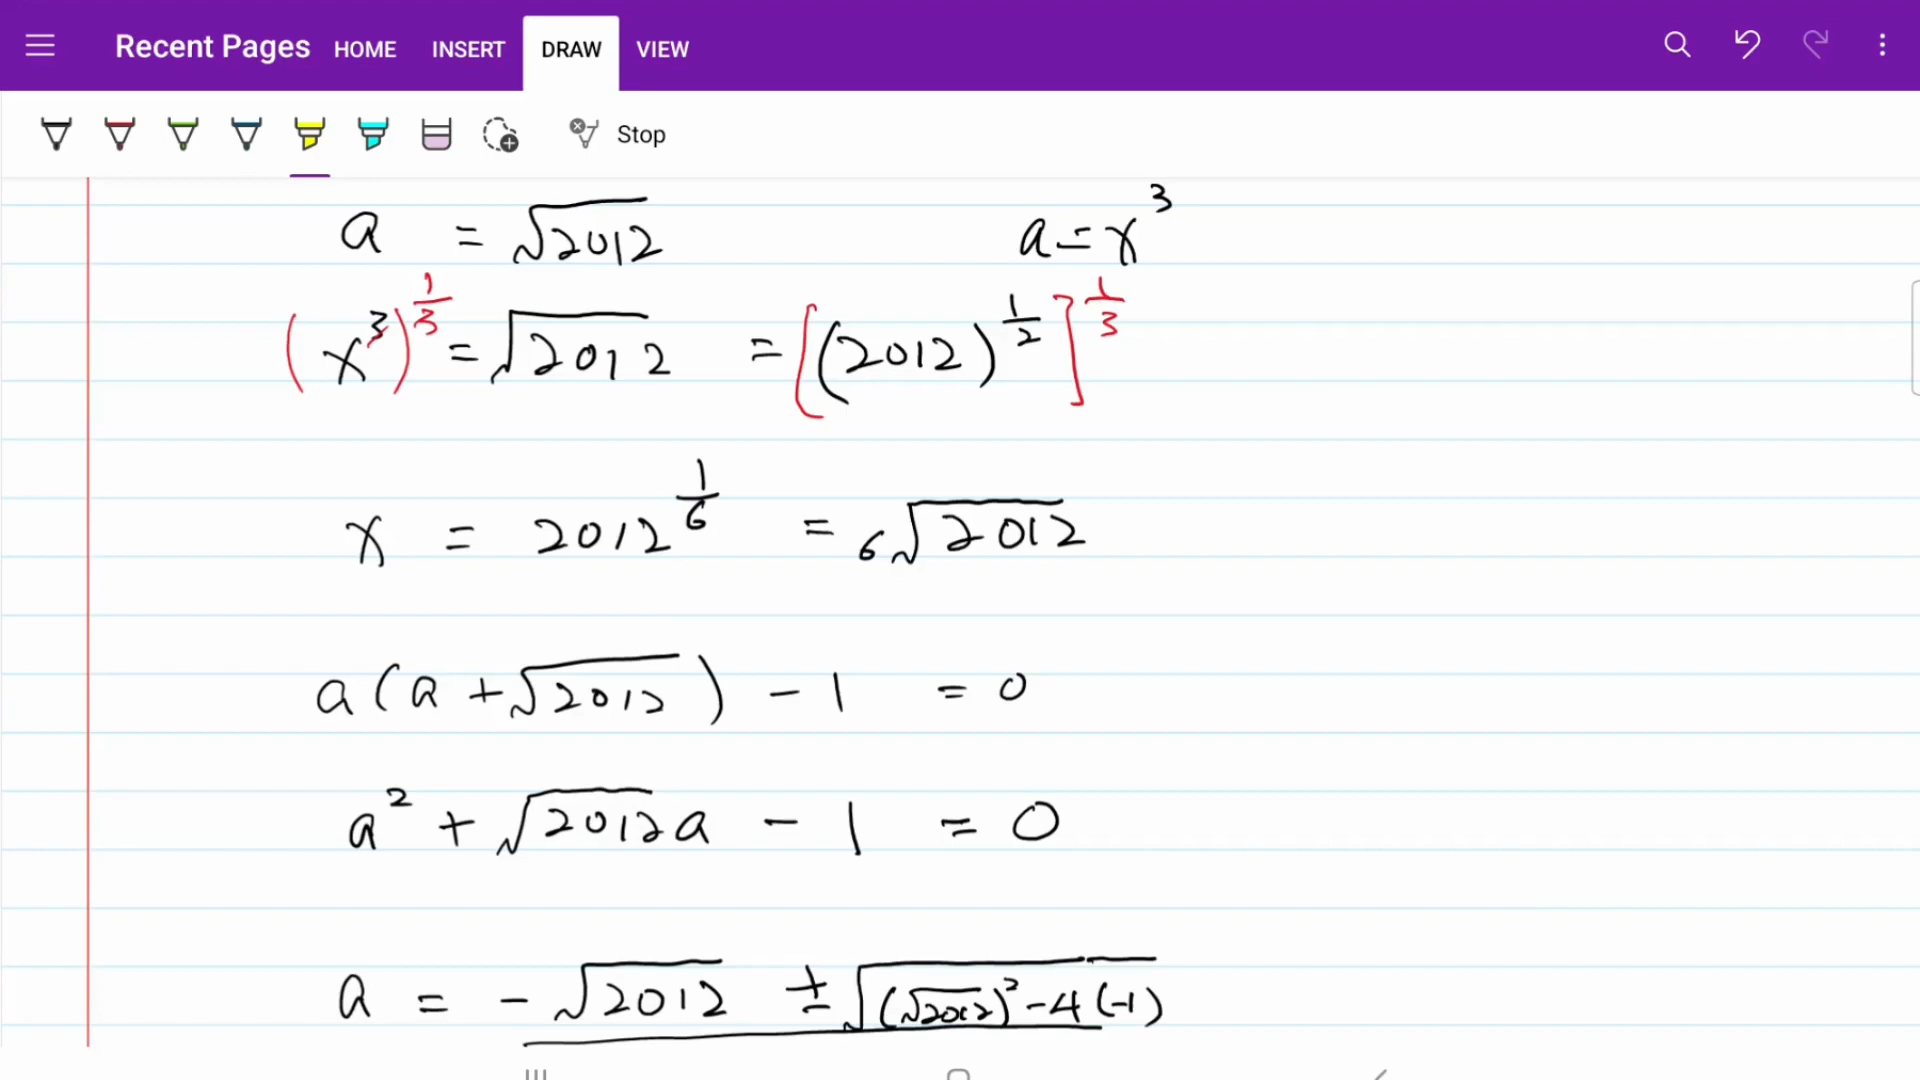 Recent Pages HOME INSERT DRAW VIEW
Stop
a = √2012 a = x³
(x³)^(1/3) = √2012 = [(2012)^(1/2)]^(1/3)
x = 2012^(1/6) = ⁶√2012
a(a + √2012) - 1 = 0
a² + √2012a - 1 = 0
a = -√2012 ± √((√2012)² - 4(-1))